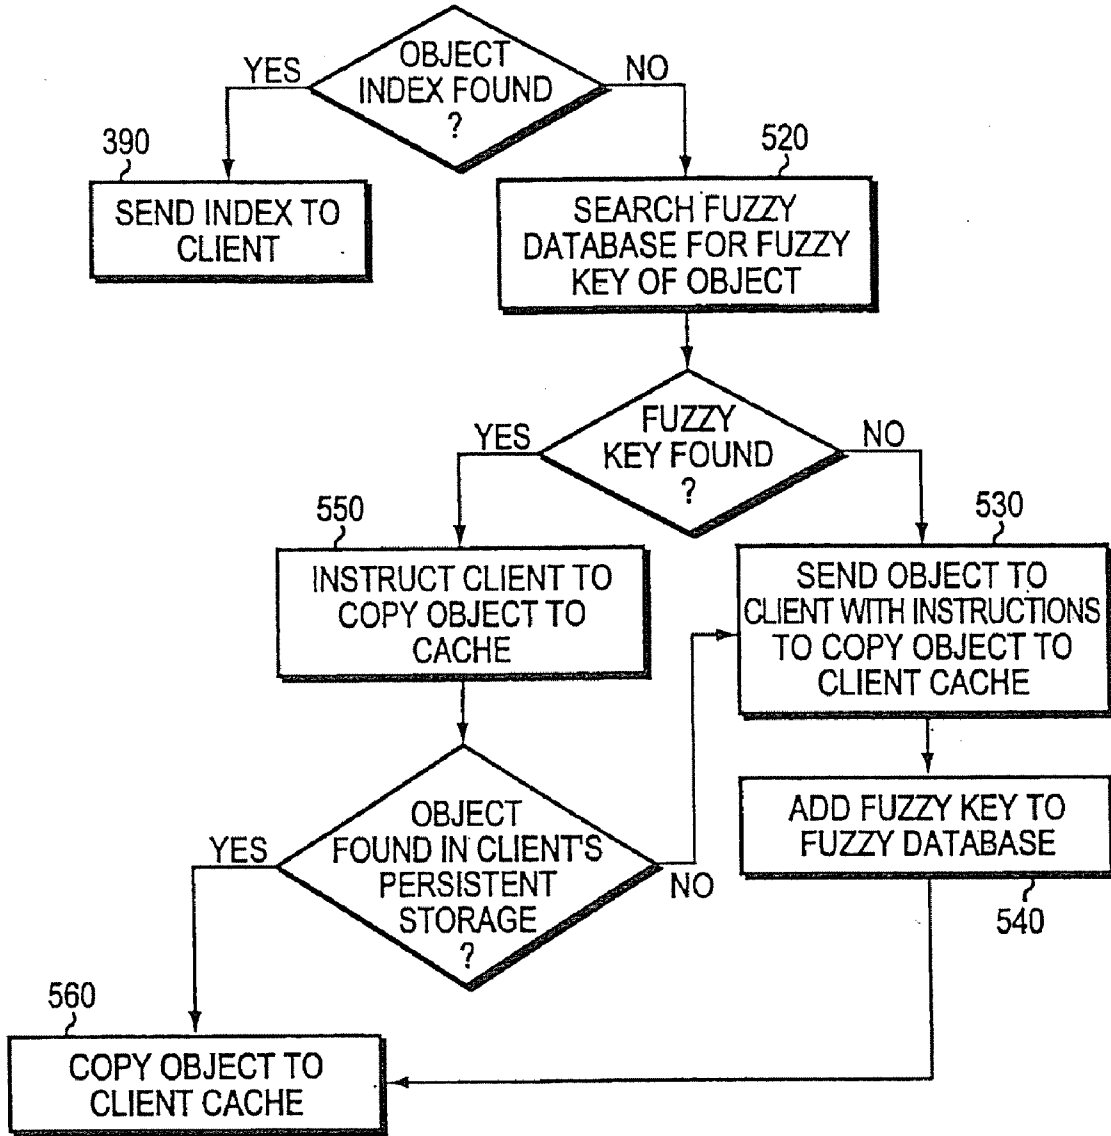 OBJECT
INDEX FOUND
?
YES
NO
390
SEND INDEX TO
CLIENT
520
SEARCH FUZZY
DATABASE FOR FUZZY
KEY OF OBJECT
FUZZY
KEY FOUND
?
YES
NO
550
INSTRUCT CLIENT TO
COPY OBJECT TO
CACHE
530
SEND OBJECT TO
CLIENT WITH INSTRUCTIONS
TO COPY OBJECT TO
CLIENT CACHE
OBJECT
FOUND IN CLIENT'S
PERSISTENT
STORAGE
?
YES
NO
ADD FUZZY KEY TO
FUZZY DATABASE
540
560
COPY OBJECT TO
CLIENT CACHE